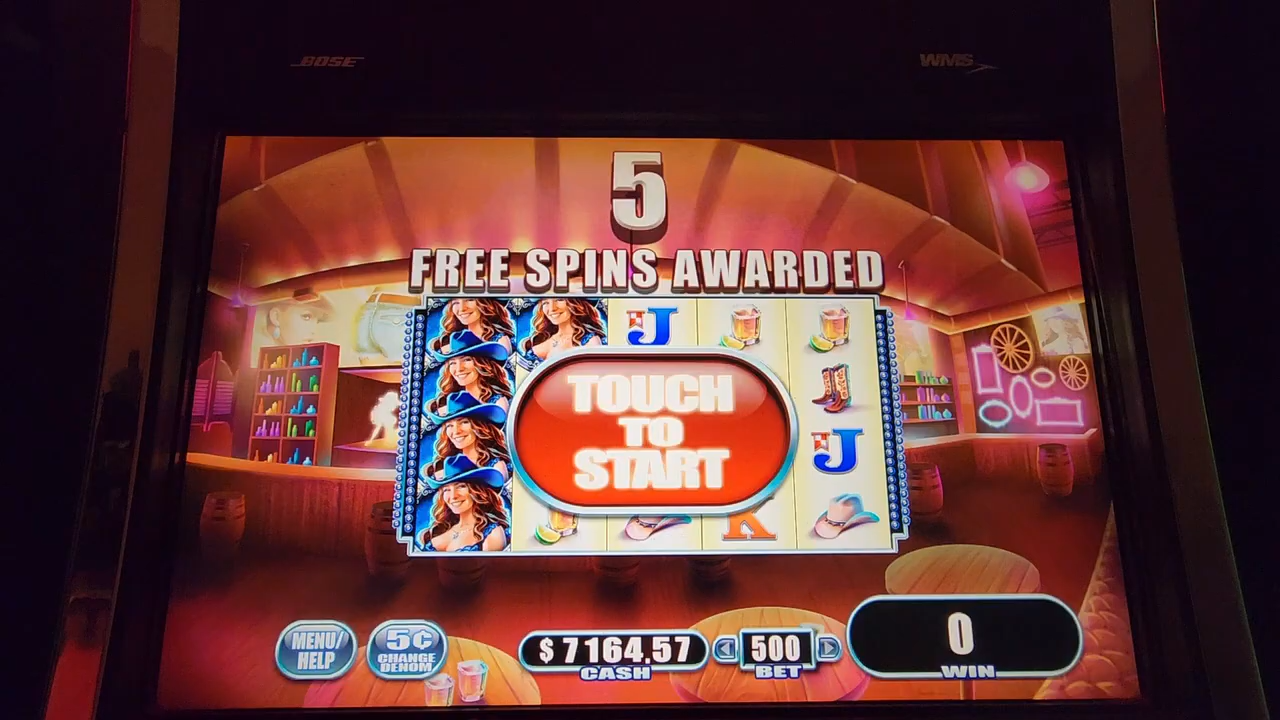 BOSE
WMS
5
FREE SPINS AWARDED
J
TOUCH
TO
START
J
K
MENU/
HELP
5¢
CHANGE
DENOM
$7164.57
CASH
500
BET
0
WIN